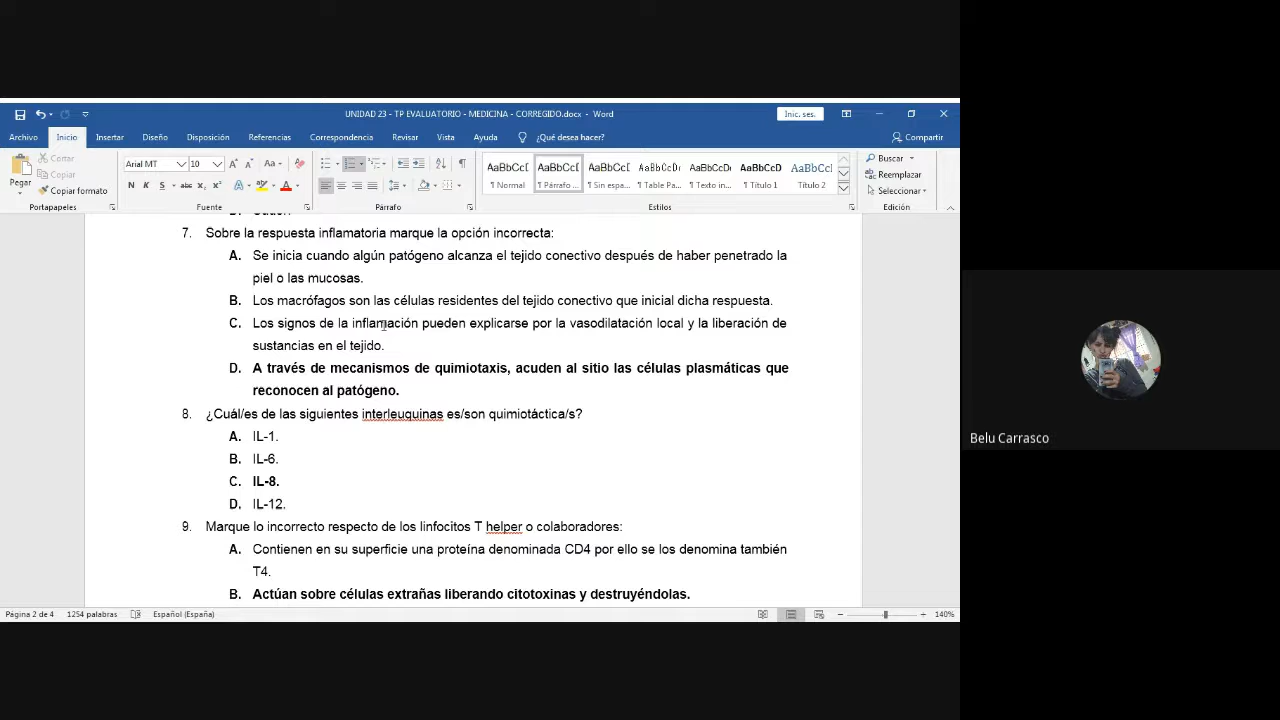 UNIDAD 23 - TP EVALUATORIO - MEDICINA - CORREGIDO.docx - Word
Inic. ses.
Archivo Inicio Insertar Diseño Disposición Referencias Correspondencia Revisar Vista Ayuda ¿Qué desea hacer? Compartir
Pegar
Cortar
Copiar
Copiar formato
Portapapeles
Arial MT 10
N K S abc x₂ x²
Fuente
Párrafo
AaBbCcI AaBbCcI AaBbCcI AaBbCcDr AaBbCcDc AaBbCcD AaBbCcI
¶ Normal ¶ Párrafo ... ¶ Sin espa... ¶ Table Pa... ¶ Texto in... ¶ Título 1 Título 2
Estilos
Buscar
Reemplazar
Seleccionar
Edición
7. Sobre la respuesta inflamatoria marque la opción incorrecta:
A. Se inicia cuando algún patógeno alcanza el tejido conectivo después de haber penetrado la
piel o las mucosas.
B. Los macrófagos son las células residentes del tejido conectivo que inicial dicha respuesta.
C. Los signos de la inflamación pueden explicarse por la vasodilatación local y la liberación de
sustancias en el tejido.
D. A través de mecanismos de quimiotaxis, acuden al sitio las células plasmáticas que
reconocen al patógeno.
8. ¿Cuál/es de las siguientes interleuquinas es/son quimiotáctica/s?
A. IL-1.
B. IL-6.
C. IL-8.
D. IL-12.
9. Marque lo incorrecto respecto de los linfocitos T helper o colaboradores:
A. Contienen en su superficie una proteína denominada CD4 por ello se los denomina también
T4.
B. Actúan sobre células extrañas liberando citotoxinas y destruyéndolas.
Página 2 de 4 1254 palabras Español (España) 140%
Belu Carrasco